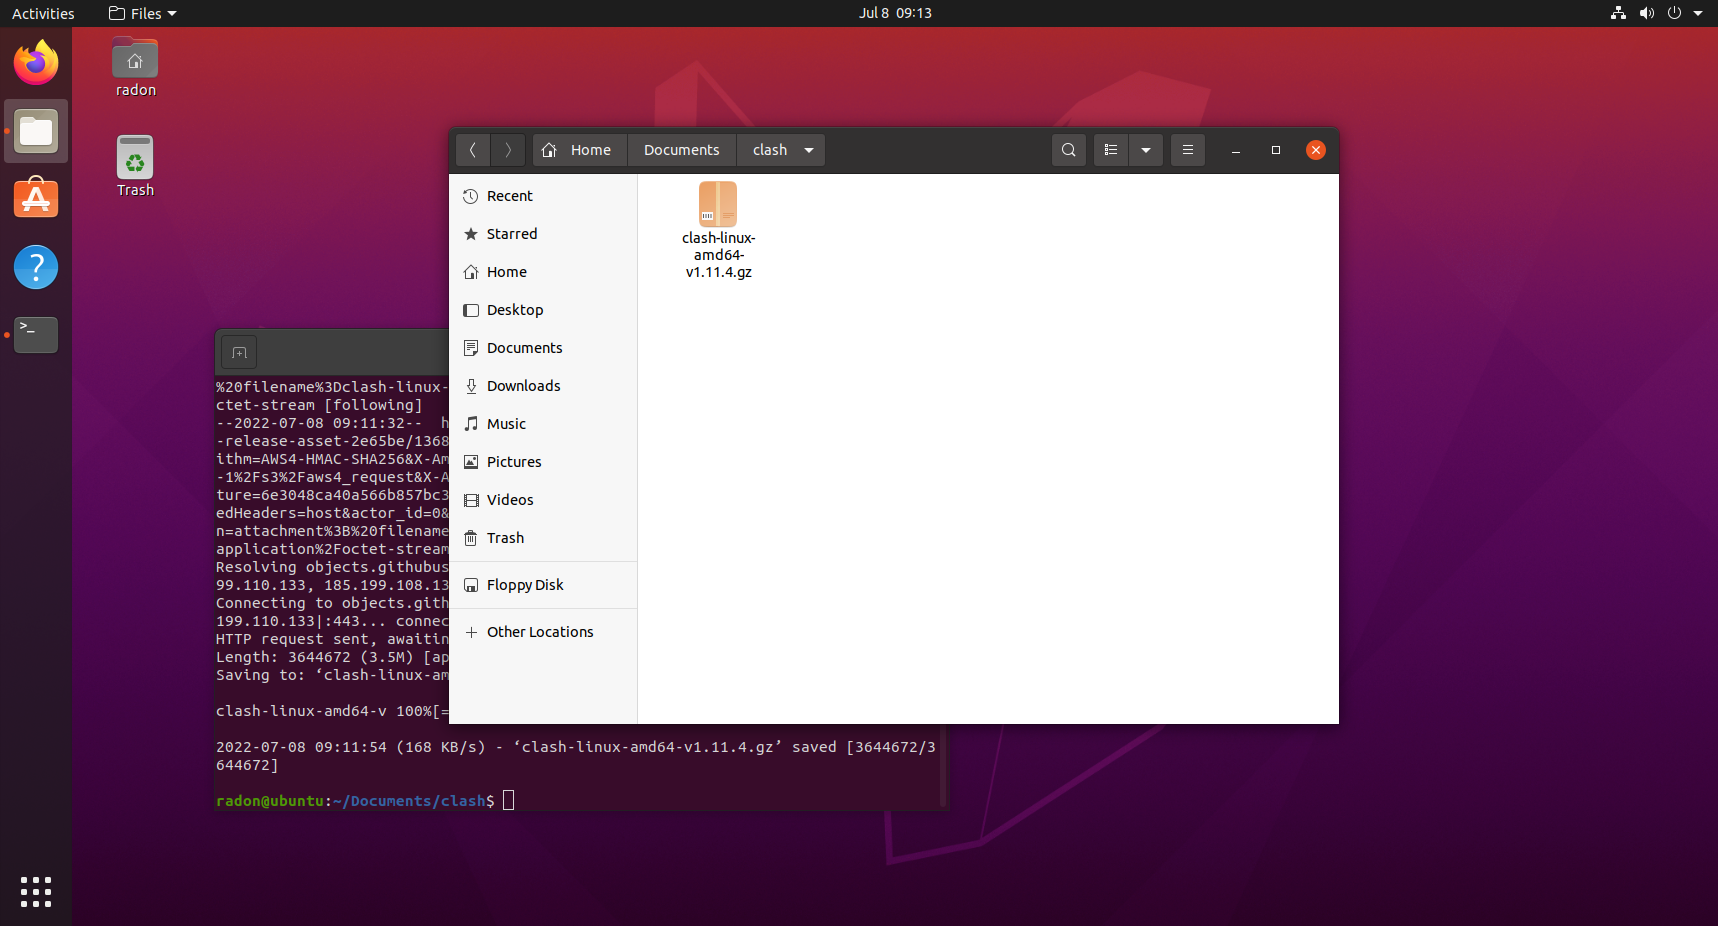 Activities
Files
Jul 8 09:13
radon
Trash
Home
Documents
clash
Recent
Starred
Home
Desktop
Documents
Downloads
Music
Pictures
Videos
Trash
Floppy Disk
Other Locations
clash-linux-
amd64-
v1.11.4.gz
%20filename%3Dclash-linux-
ctet-stream [following]
--2022-07-08 09:11:32-- h
-release-asset-2e65be/1368
ithm=AWS4-HMAC-SHA256&X-Am
-1%2Fs3%2Faws4_request&X-A
ture=6e3048ca40a566b857bc3
edHeaders=host&actor_id=0&
n=attachment%3B%20filename
application%2Foctet-stream
Resolving objects.githubus
99.110.133, 185.199.108.13
Connecting to objects.gith
199.110.133|:443... connec
HTTP request sent, awaitin
Length: 3644672 (3.5M) [ap
Saving to: ‘clash-linux-am
clash-linux-amd64-v 100%[=
2022-07-08 09:11:54 (168 KB/s) - ‘clash-linux-amd64-v1.11.4.gz’ saved [3644672/3
644672]
radon@ubuntu:~/Documents/clash$